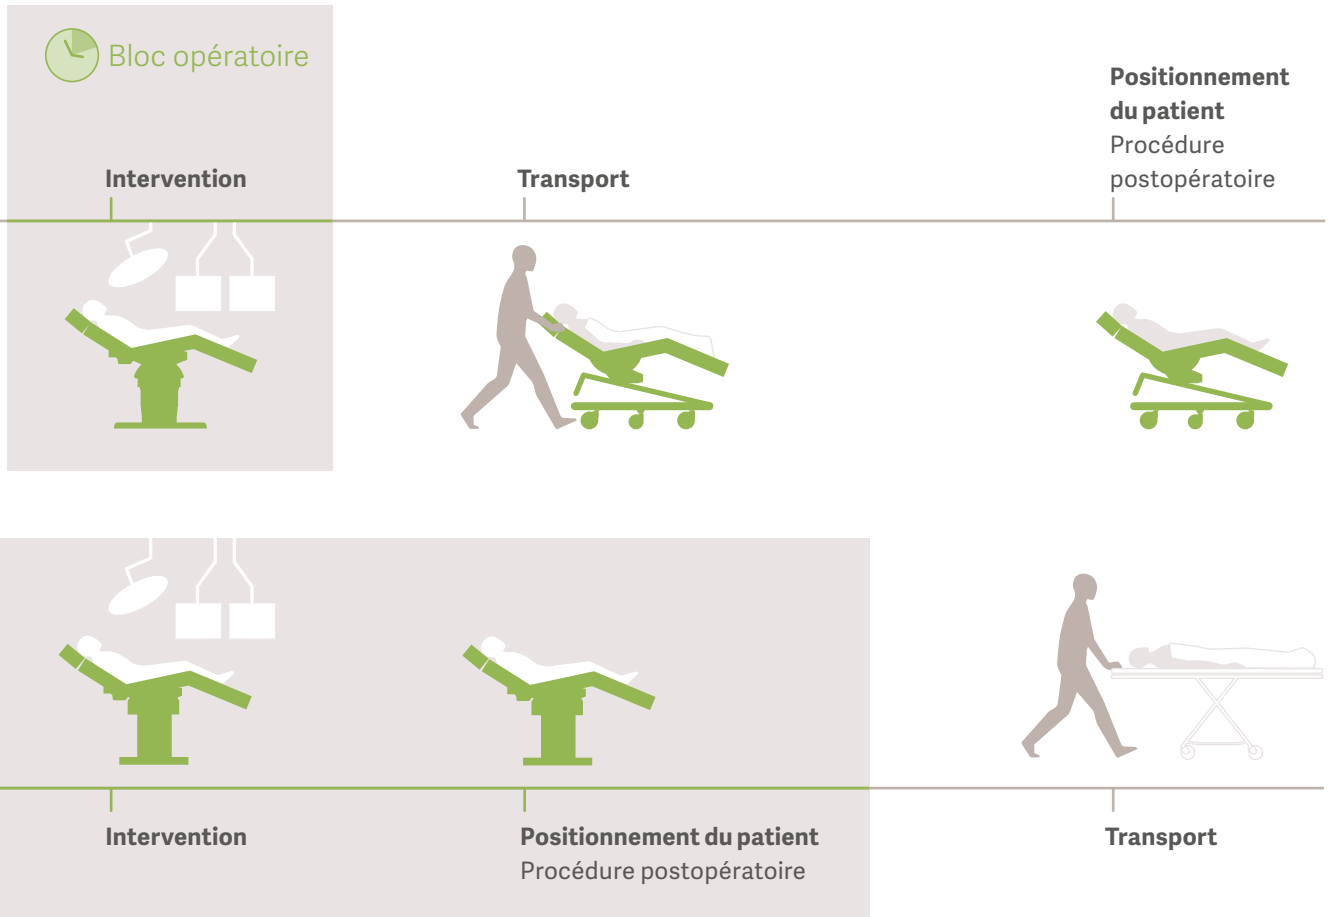 Bloc opératoire
Intervention
Transport
Positionnement
du patient
Procédure
postopératoire
Intervention
Positionnement du patient
Procédure postopératoire
Transport